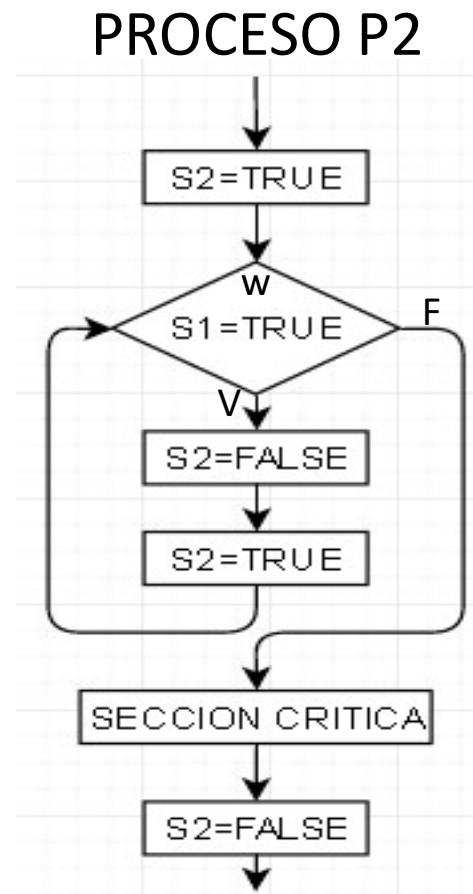 PROCESO P2
S2=TRUE
W
S1=TRUE
F
V
S2=FALSE
S2=TRUE
SECCION CRITICA
S2=FALSE